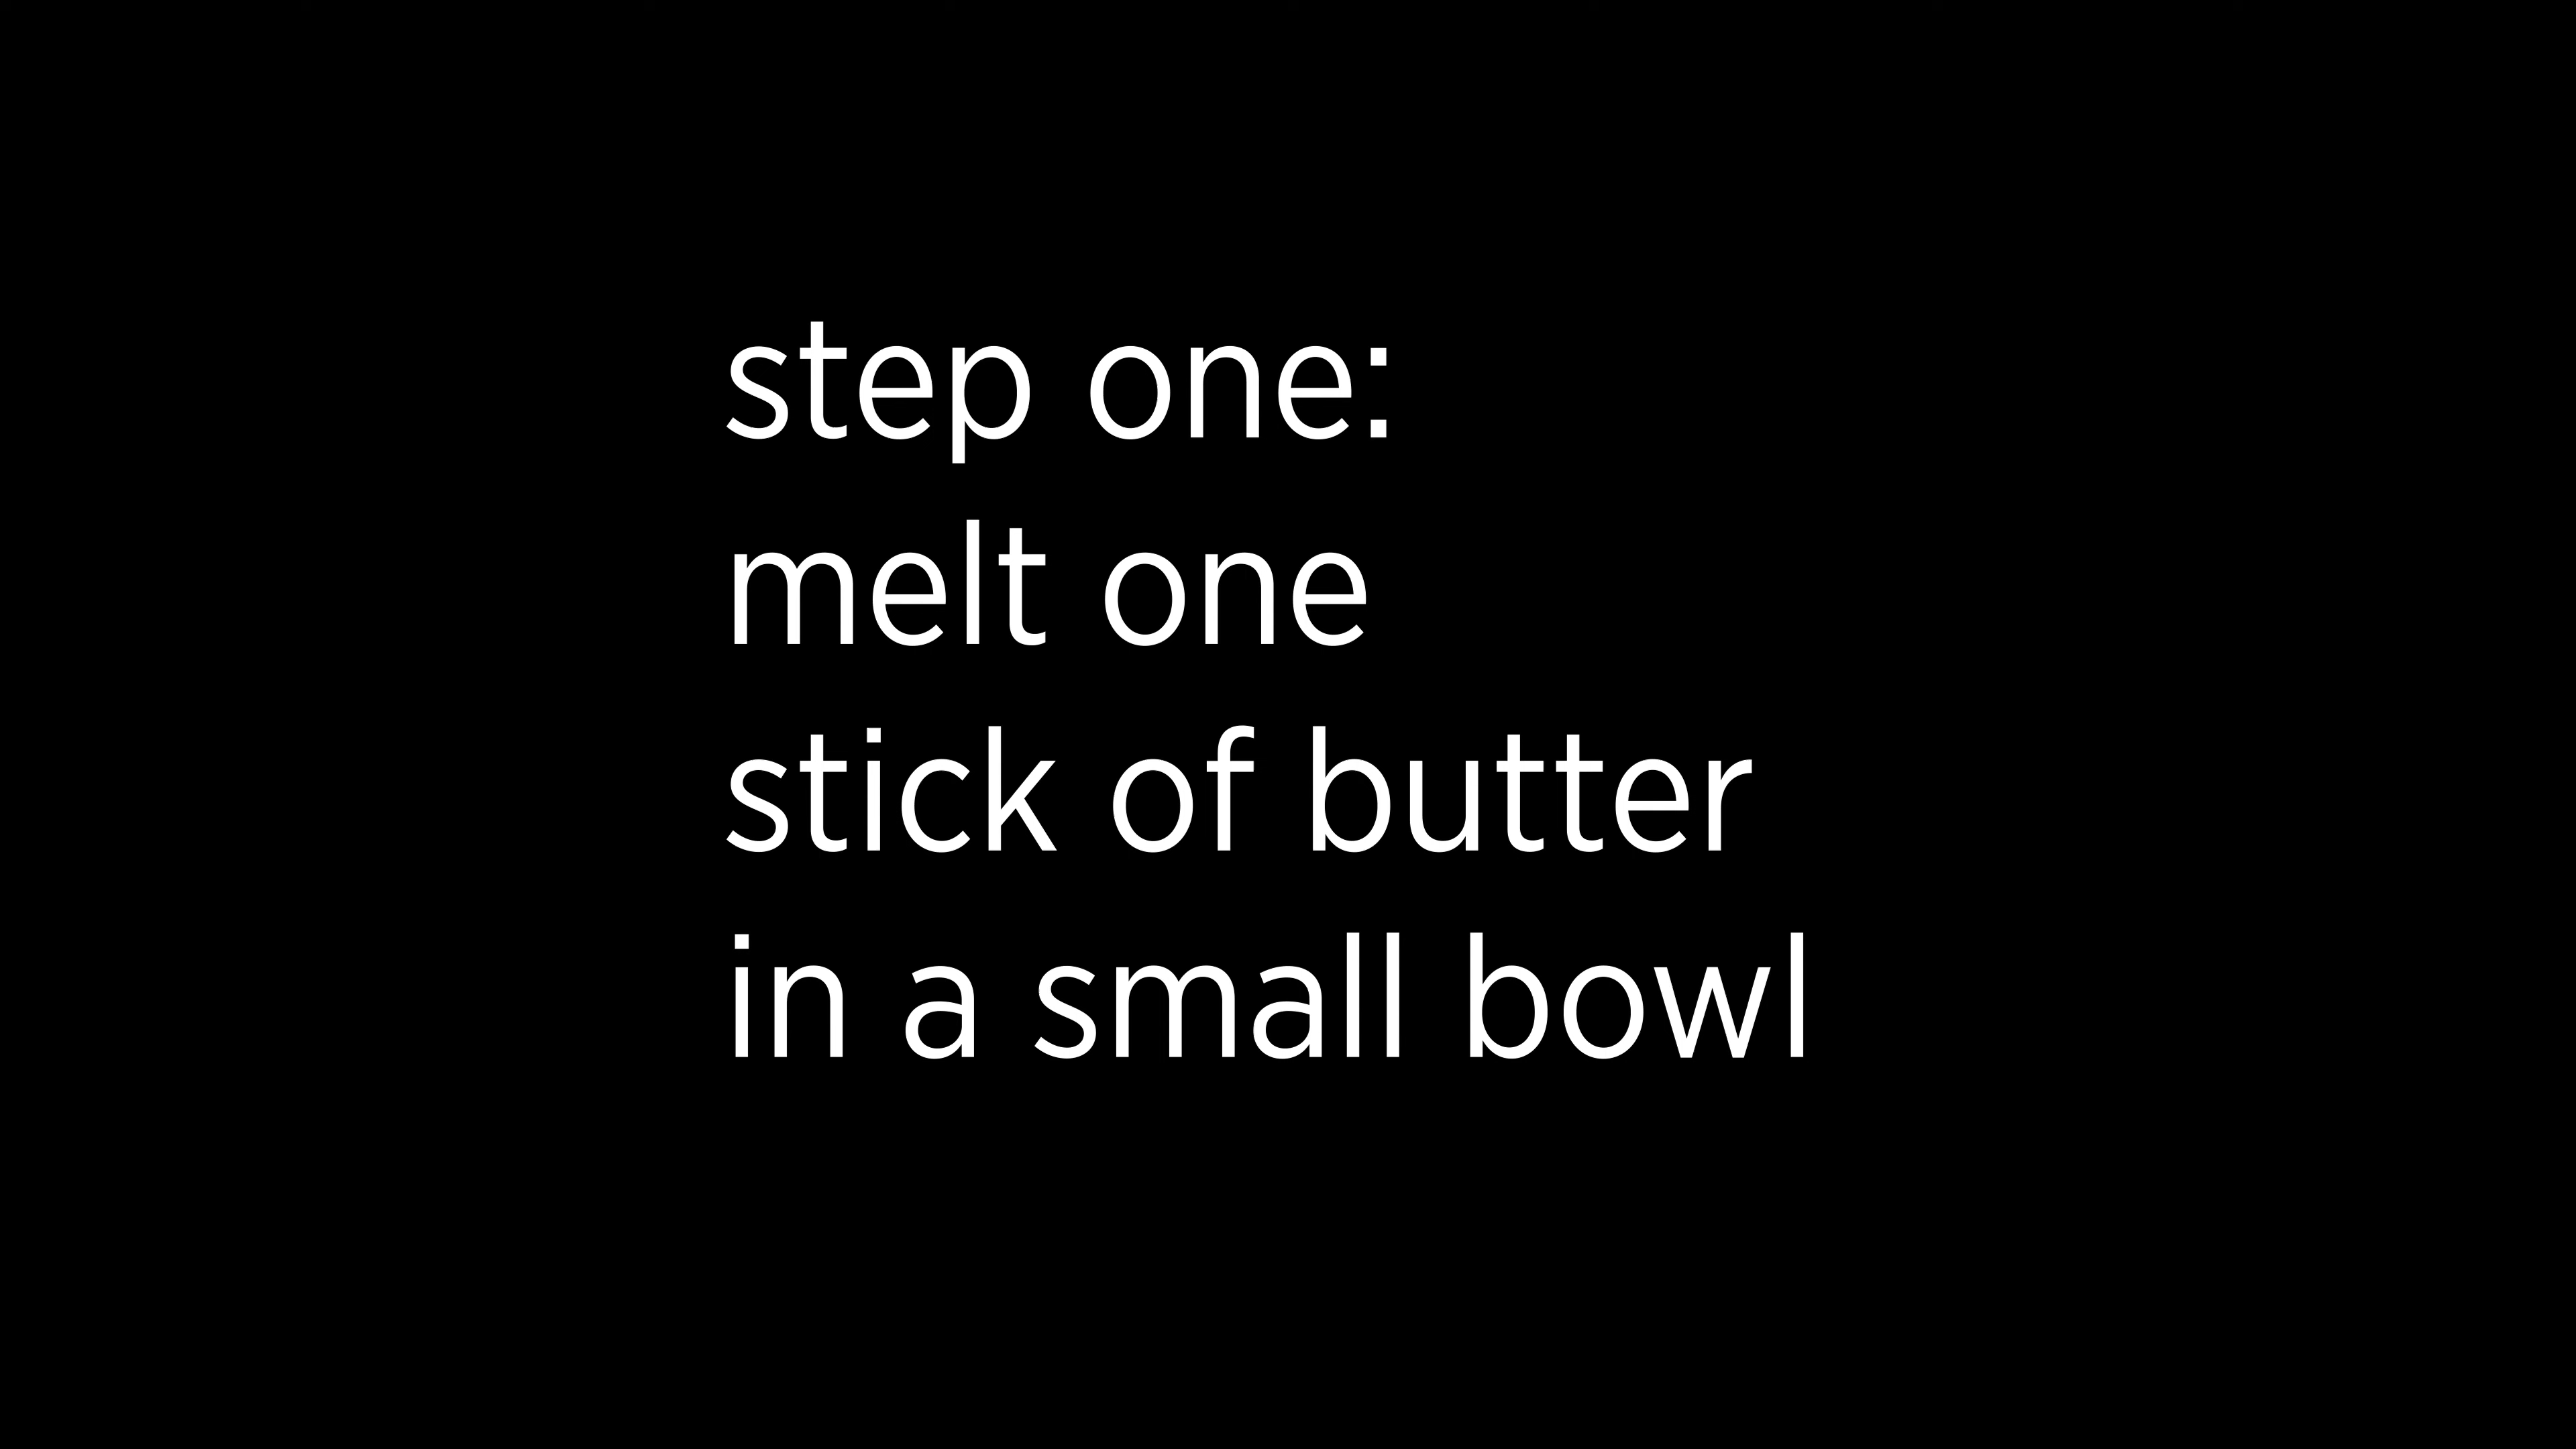 step one:
melt one
stick of butter
in a small bowl